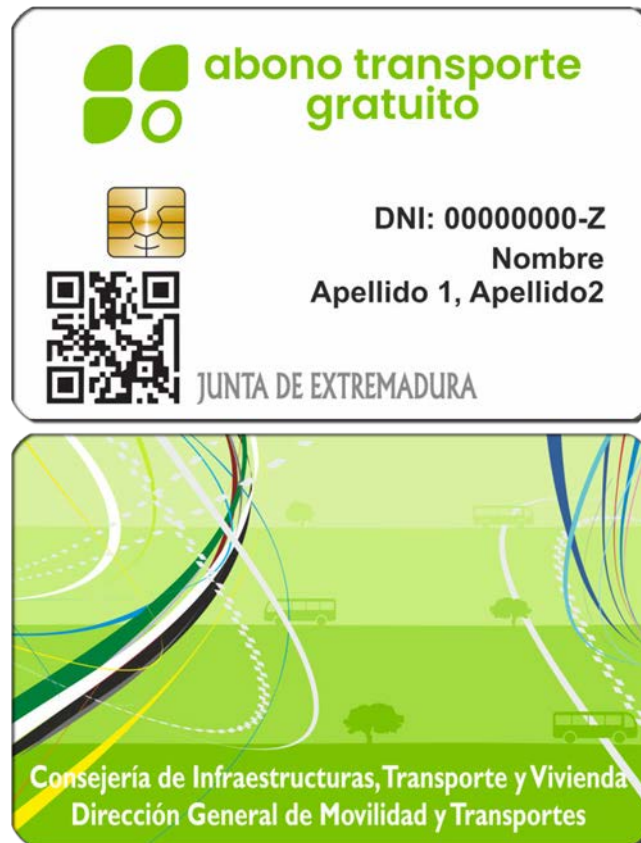 abono transporte
gratuito
DNI: 00000000-Z
Nombre
Apellido 1, Apellido2
JUNTA DE EXTREMADURA
Consejería de Infraestructuras, Transporte y Vivienda
Dirección General de Movilidad y Transportes